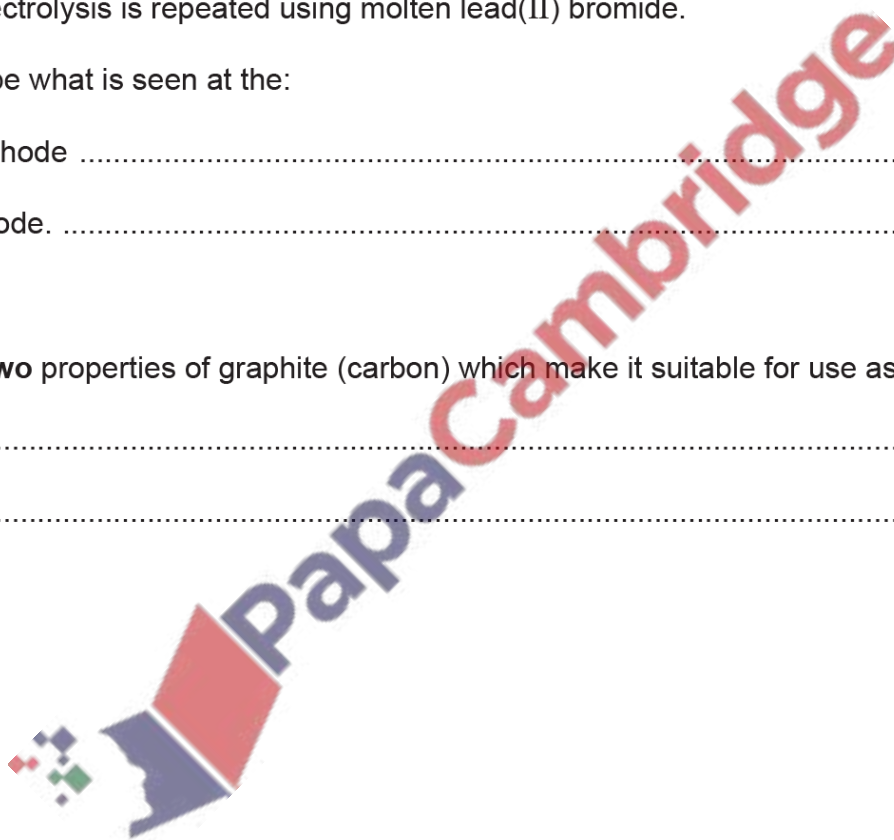 ctrolysis is repeated using molten lead(II) bromide.
be what is seen at the:
hode ..............................................................................
ode. ..............................................................................
wo properties of graphite (carbon) which make it suitable for use as
..............................................................................
..............................................................................
PapaCambridge